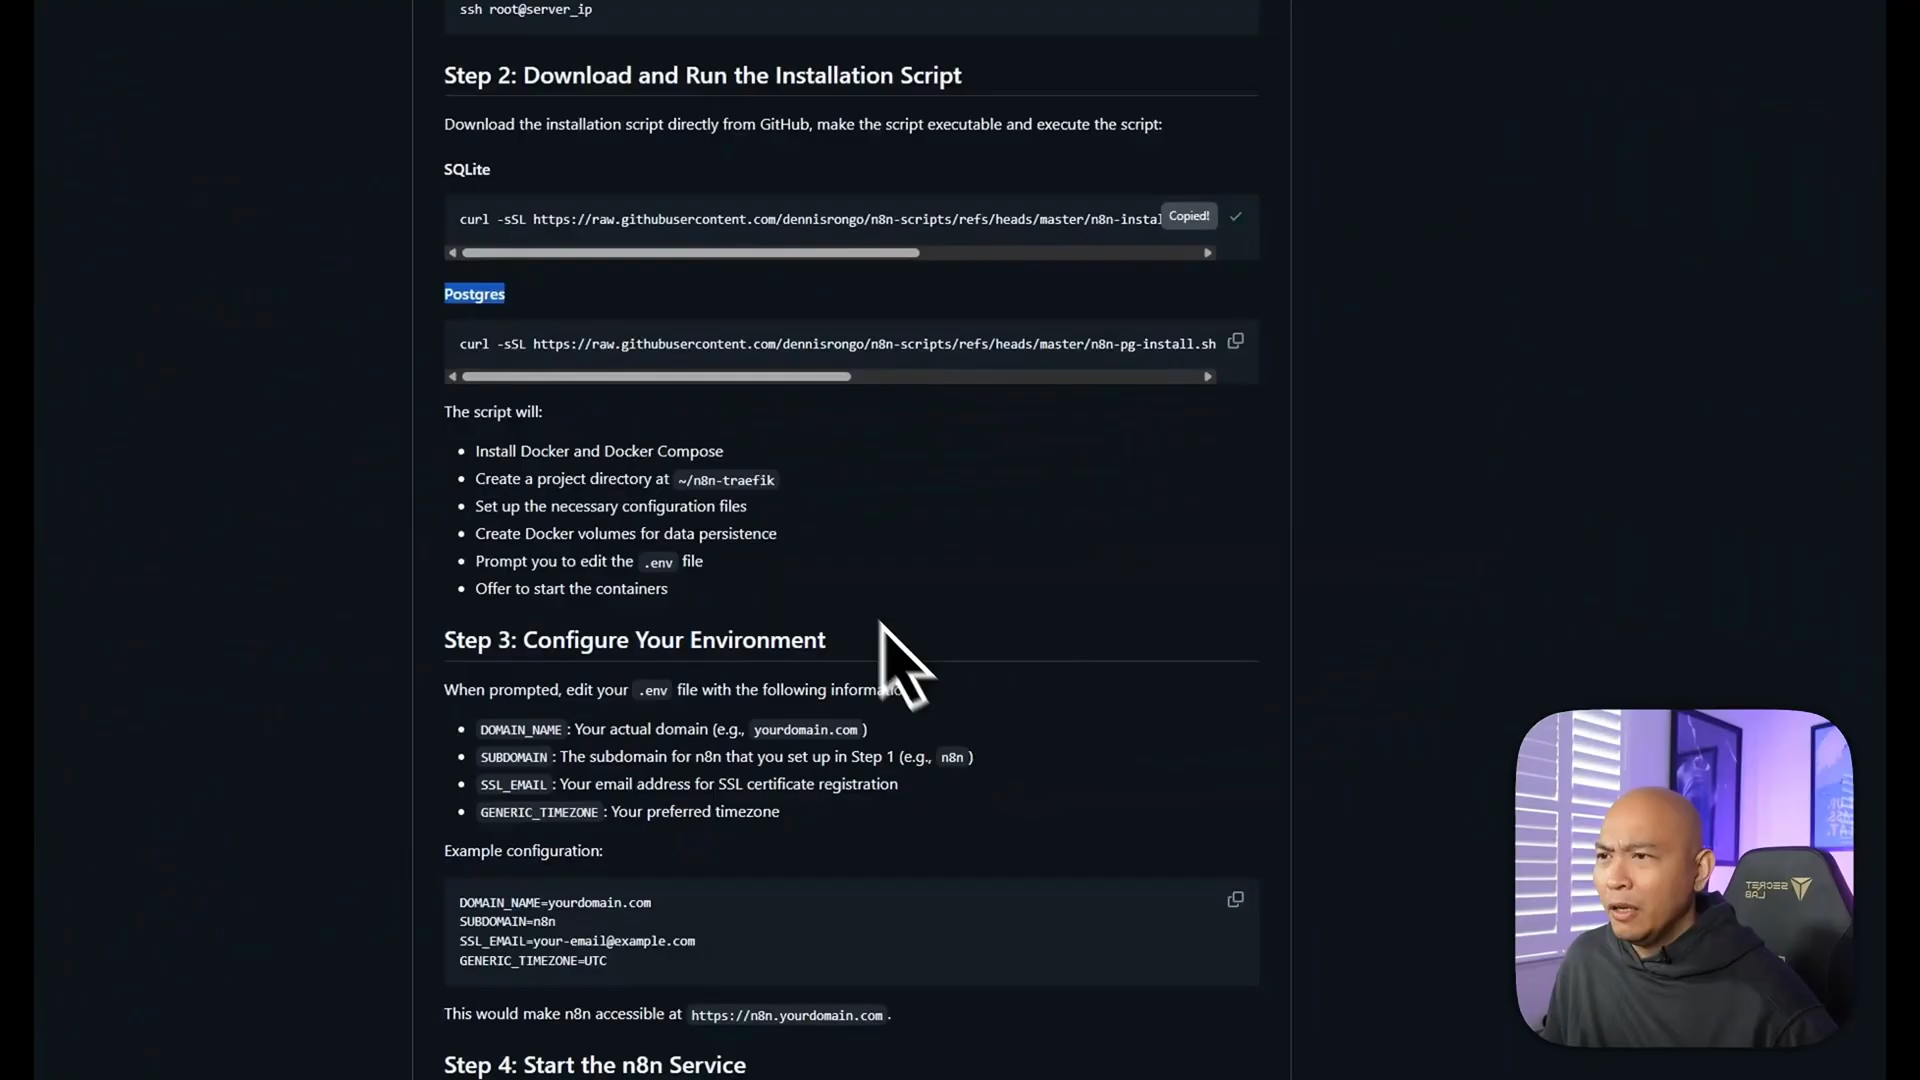 ssh root@server_ip
Step 2: Download and Run the Installation Script
Download the installation script directly from GitHub, make the script executable and execute the script:
SQLite
curl -sSL https://raw.githubusercontent.com/dennisrongo/n8n-scripts/refs/heads/master/n8n-instal
Copied!
Postgres
curl -sSL https://raw.githubusercontent.com/dennisrongo/n8n-scripts/refs/heads/master/n8n-pg-install.sh
The script will:
• Install Docker and Docker Compose
• Create a project directory at ~/n8n-traefik
• Set up the necessary configuration files
• Create Docker volumes for data persistence
• Prompt you to edit the .env file
• Offer to start the containers
Step 3: Configure Your Environment
When prompted, edit your .env file with the following
• DOMAIN_NAME: Your actual domain (e.g., yourdomain.com)
• SUBDOMAIN: The subdomain for n8n that you set up in Step 1 (e.g., n8n)
• SSL_EMAIL: Your email address for SSL certificate registration
• GENERIC_TIMEZONE: Your preferred timezone
Example configuration:
DOMAIN_NAME=yourdomain.com
SUBDOMAIN=n8n
SSL_EMAIL=your-email@example.com
GENERIC_TIMEZONE=UTC
This would make n8n accessible at https://n8n.yourdomain.com.
Step 4: Start the n8n Service